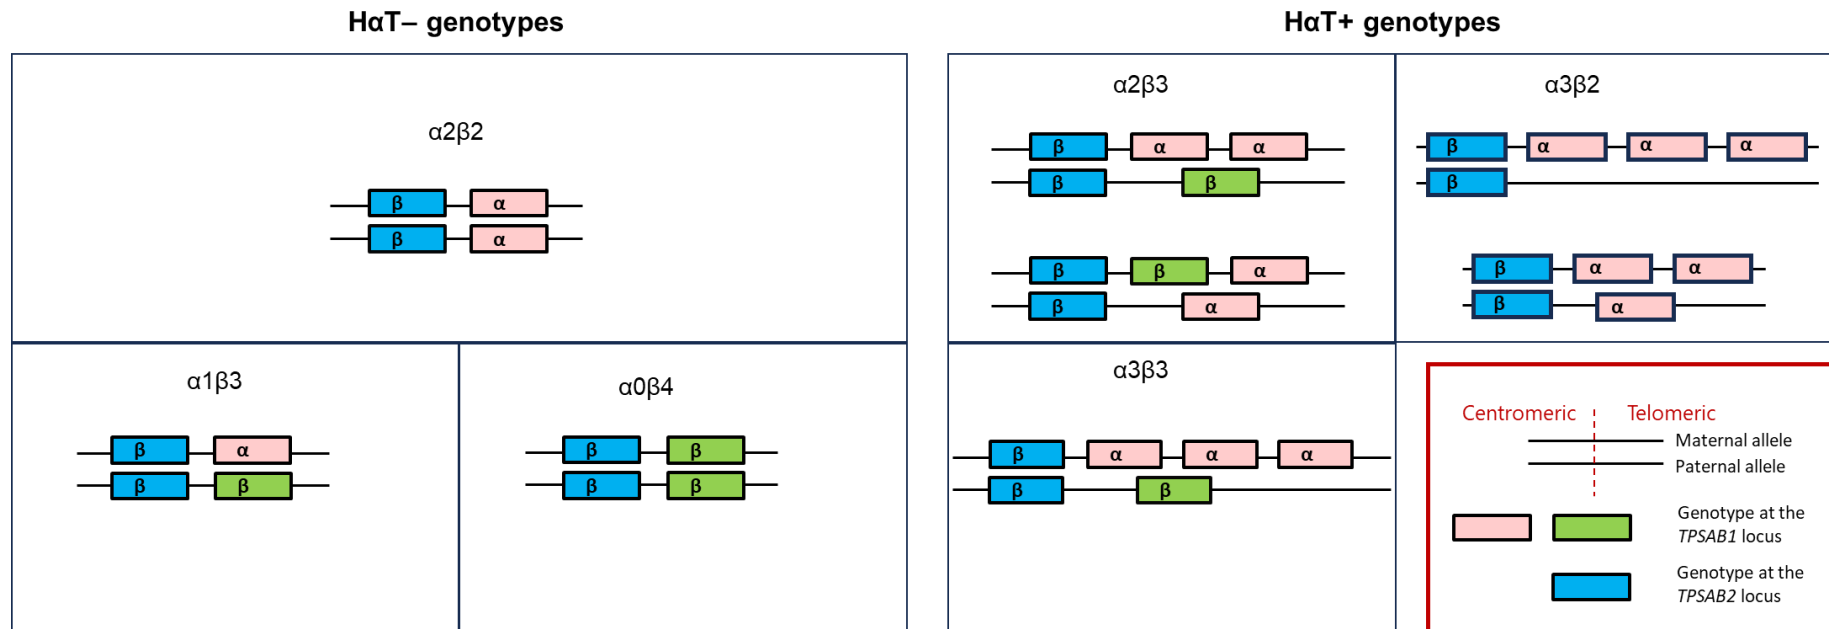 HαT– genotypes
HαT+ genotypes
α2β2
β α
β α
α1β3
β α
β β
α0β4
β β
β β
α2β3
β α α
β β
β β α
β α
α3β2
β α α α
β
β α α
β α
α3β3
β α α α
β β
Centromeric Telomeric
Maternal allele
Paternal allele
Genotype at the
TPSAB1 locus
Genotype at the
TPSAB2 locus